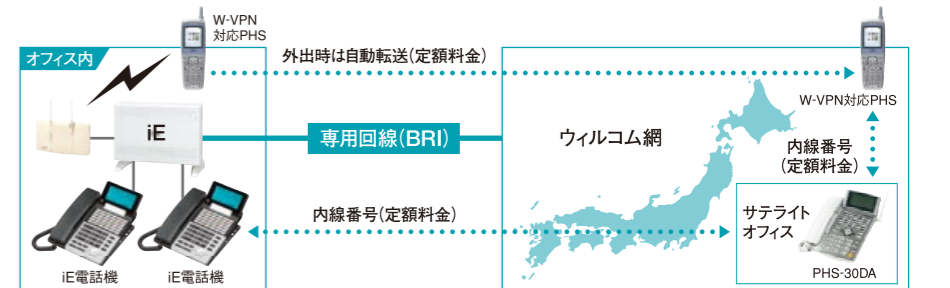 W-VPN
対応PHS
オフィス内
外出時は自動転送(定額料金)
W-VPN対応PHS
iE
専用回線(BRI)
ウィルコム網
内線番号
(定額料金)
内線番号(定額料金)
サテライト
オフィス
iE電話機
iE電話機
PHS-30DA